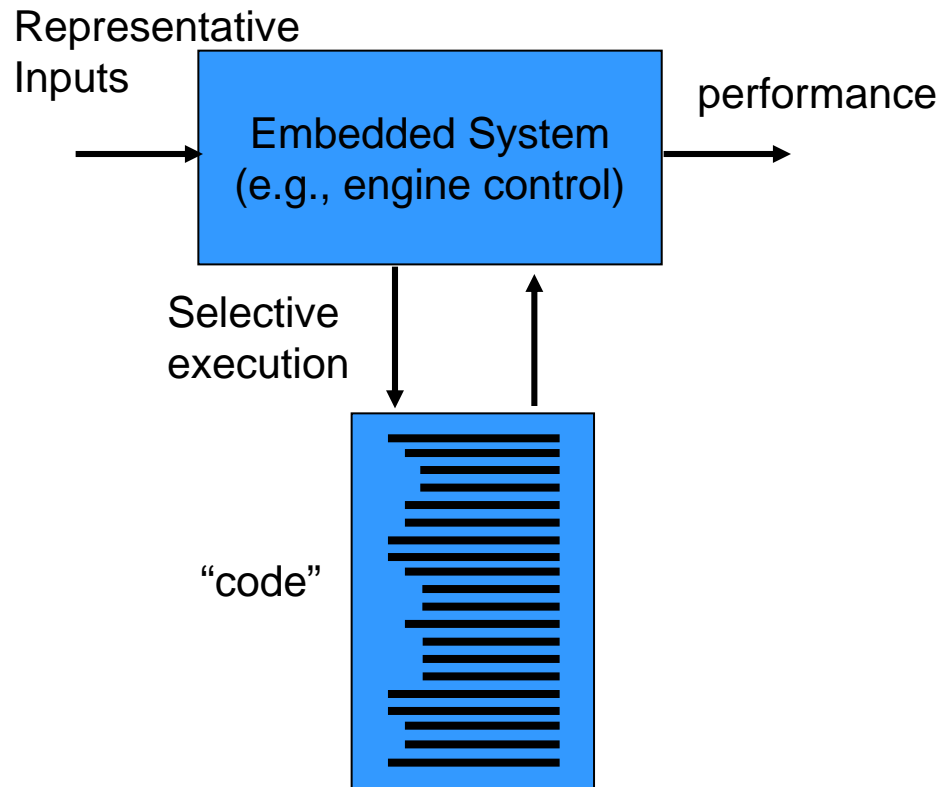 Representative
Inputs
Embedded System
(e.g., engine control)
performance
Selective
execution
“code”